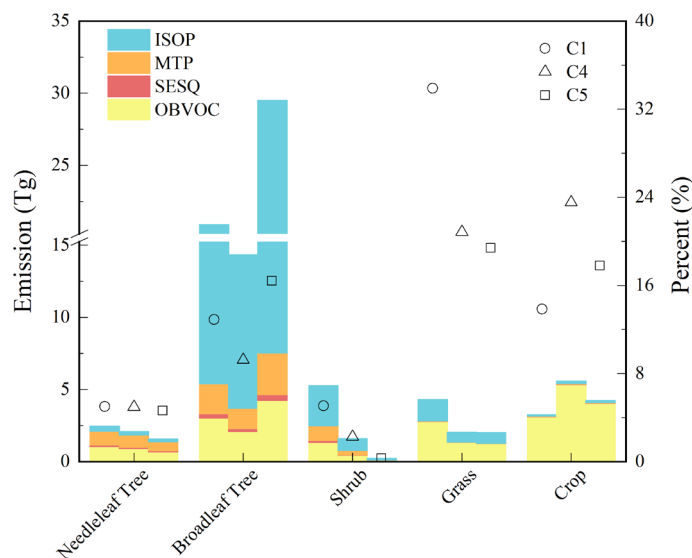 35
30
25
15
10
5
0
Emission (Tg)
ISOP
MTP
SESQ
OBVOC
C1
C4
C5
40
32
24
16
8
0
Percent (%)
Needleleaf Tree
Broadleaf Tree
Shrub
Grass
Crop